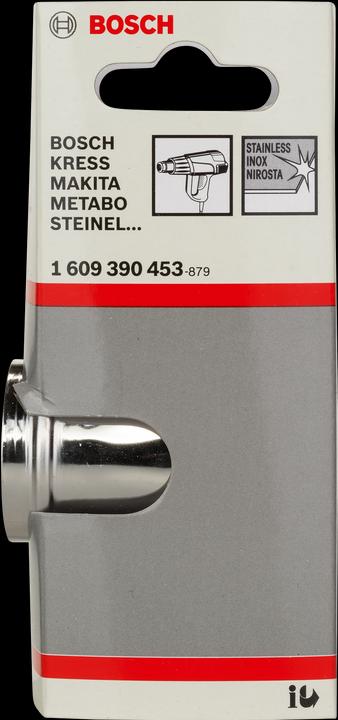 BOSCH
BOSCH
KRESS
MAKITA
METABO
STEINEL...
STAINLESS
INOX
NIROSTA
1 609 390 453-879